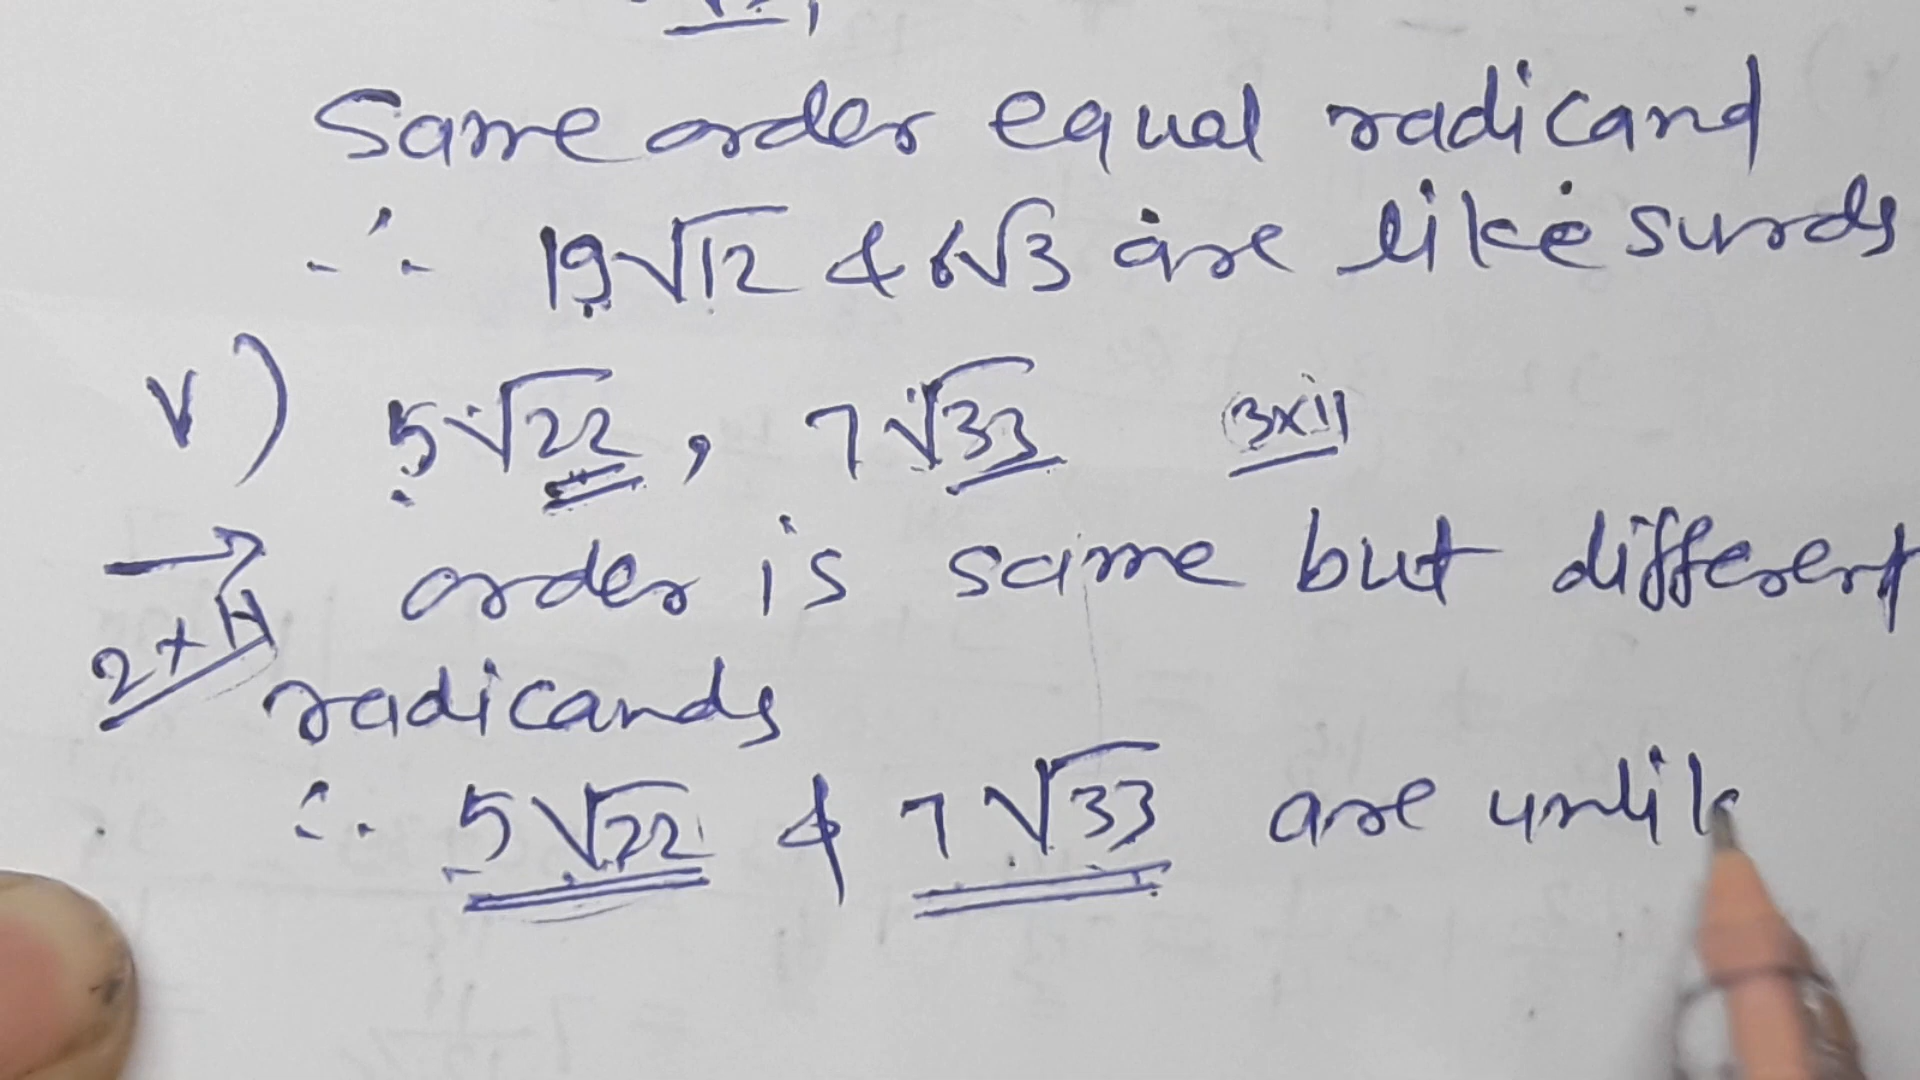 Same order equal radicand
∴ 19√12 & 6√3 are like surds
v) 5√22, 7√33 3×11
→ order is same but different
2×11
radicands
∴ 5√22 & 7√33 are unlik